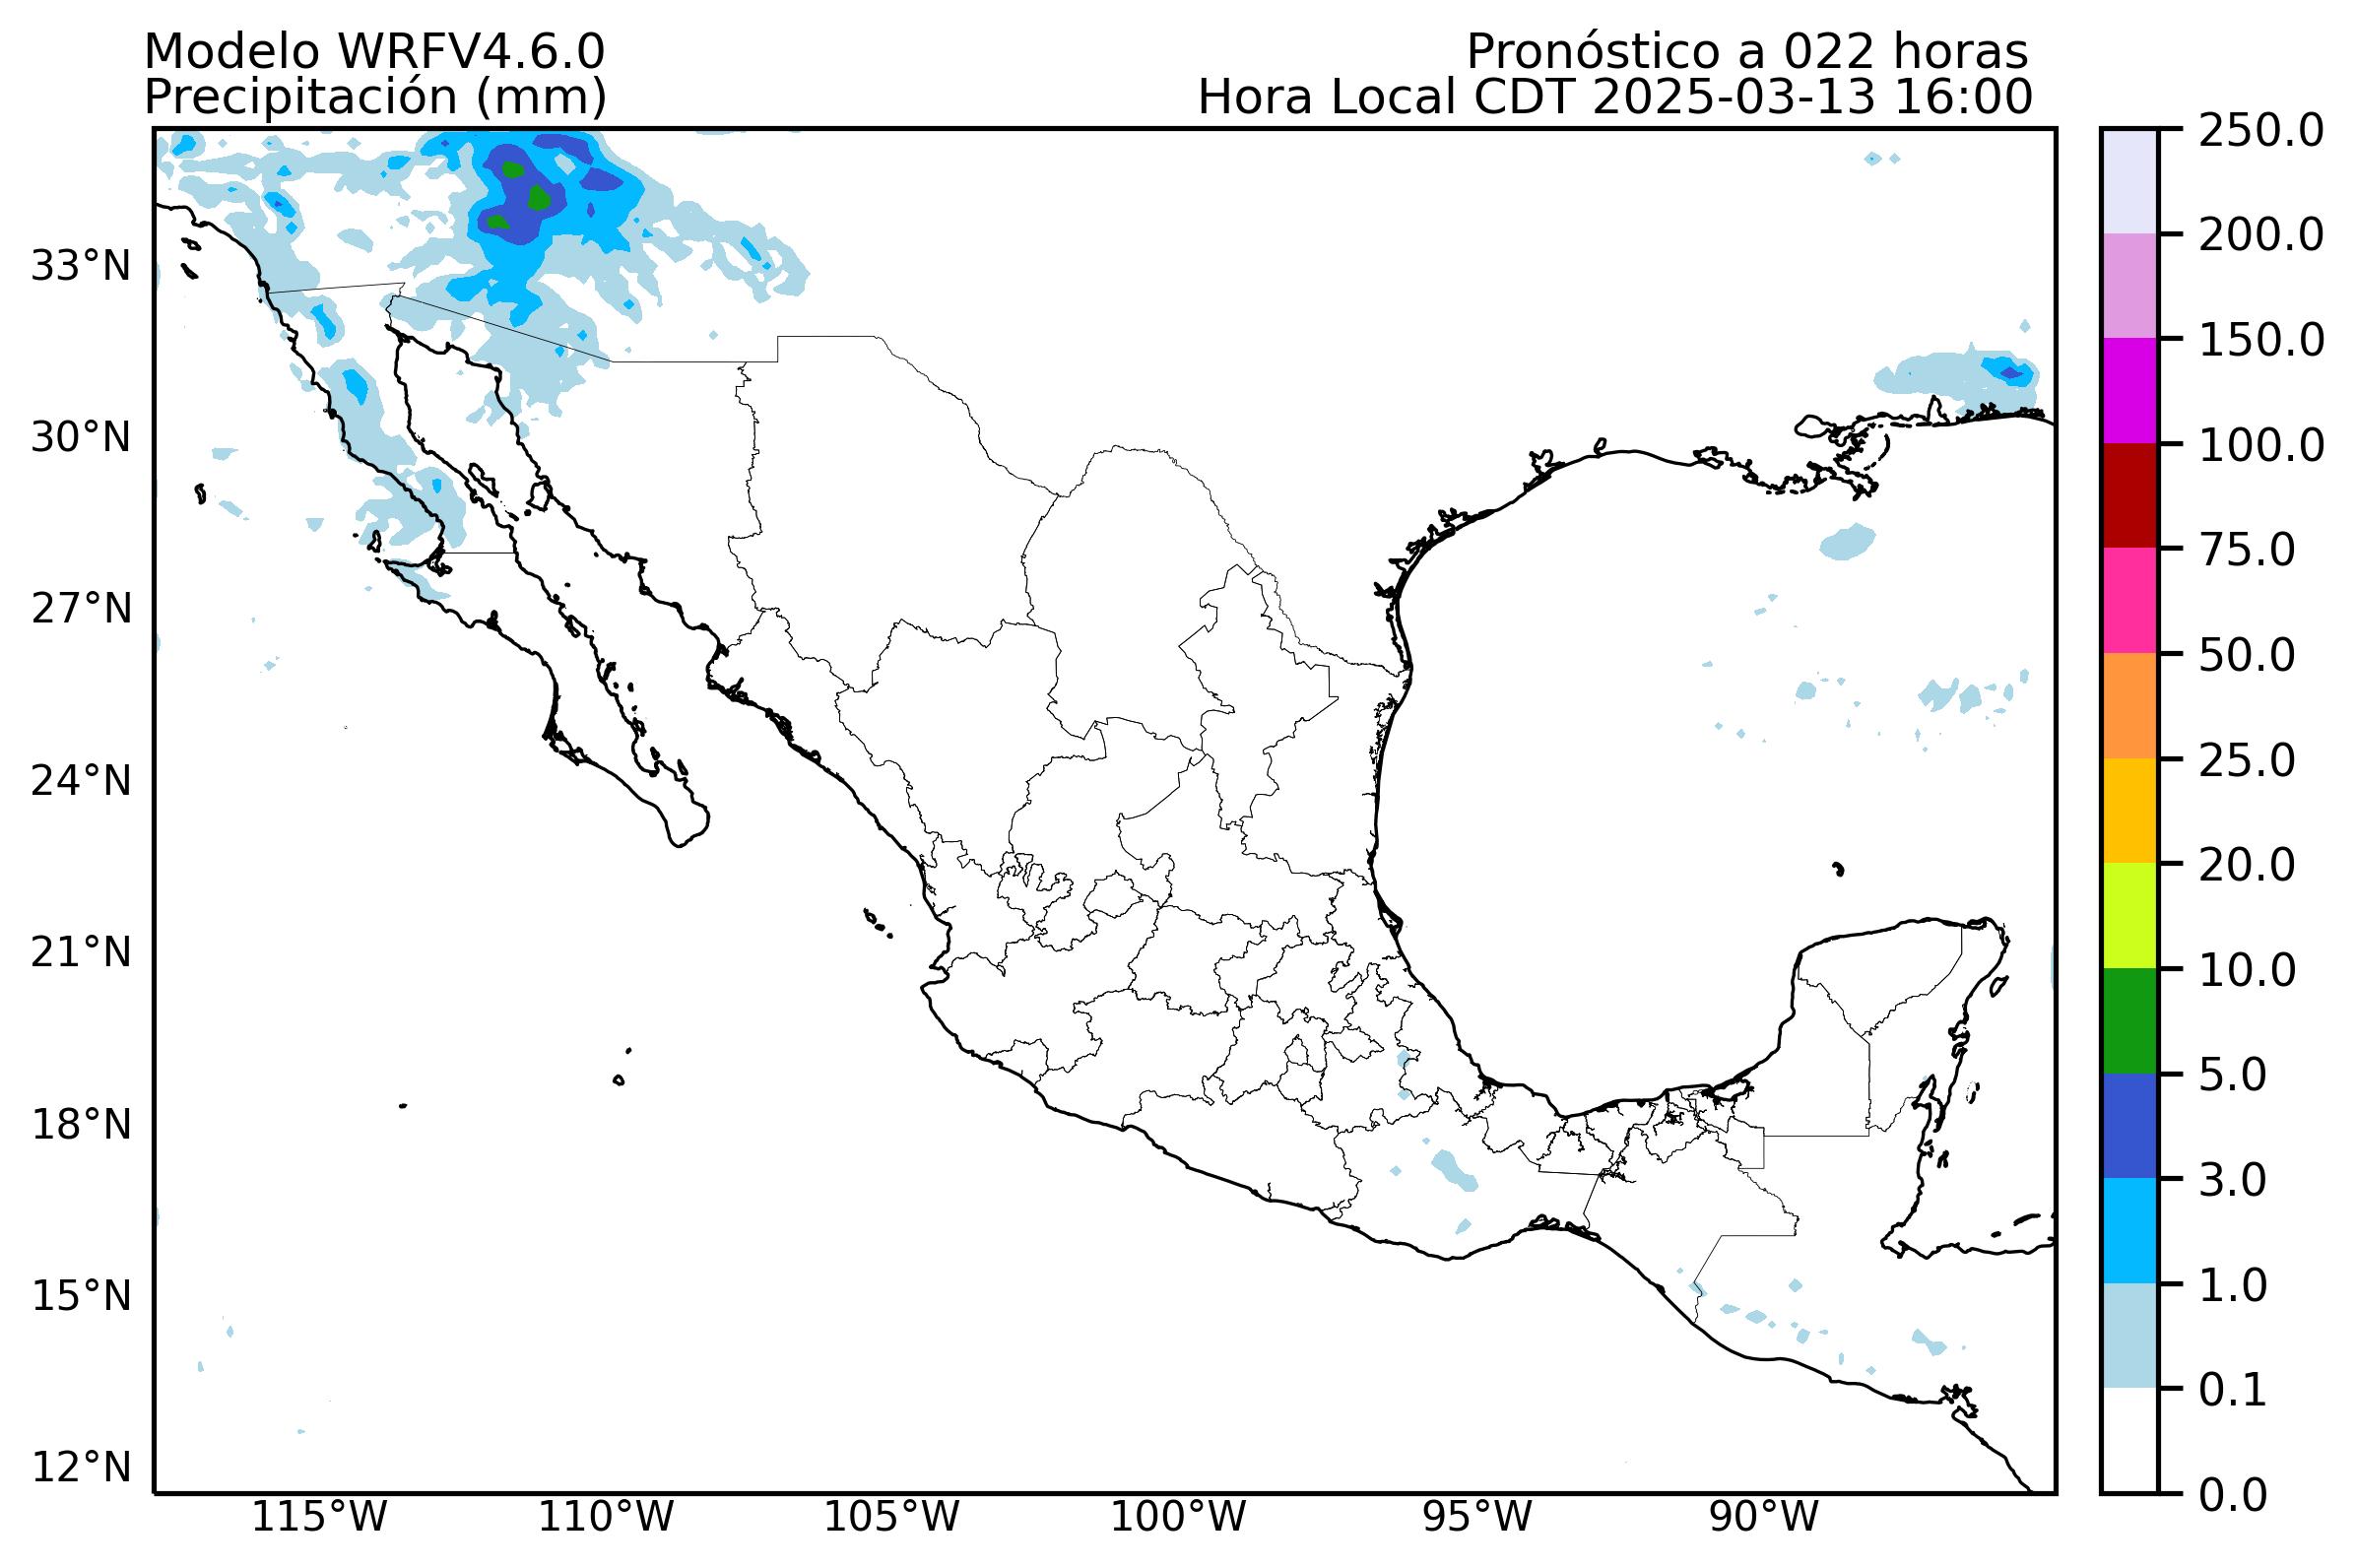 Modelo WRFV4.6.0
Precipitación (mm)
Pronóstico a 022 horas
Hora Local CDT 2025-03-13 16:00
33°N
30°N
27°N
24°N
21°N
18°N
15°N
12°N
115°W
110°W
105°W
100°W
95°W
90°W
250.0
200.0
150.0
100.0
75.0
50.0
25.0
20.0
10.0
5.0
3.0
1.0
0.1
0.0